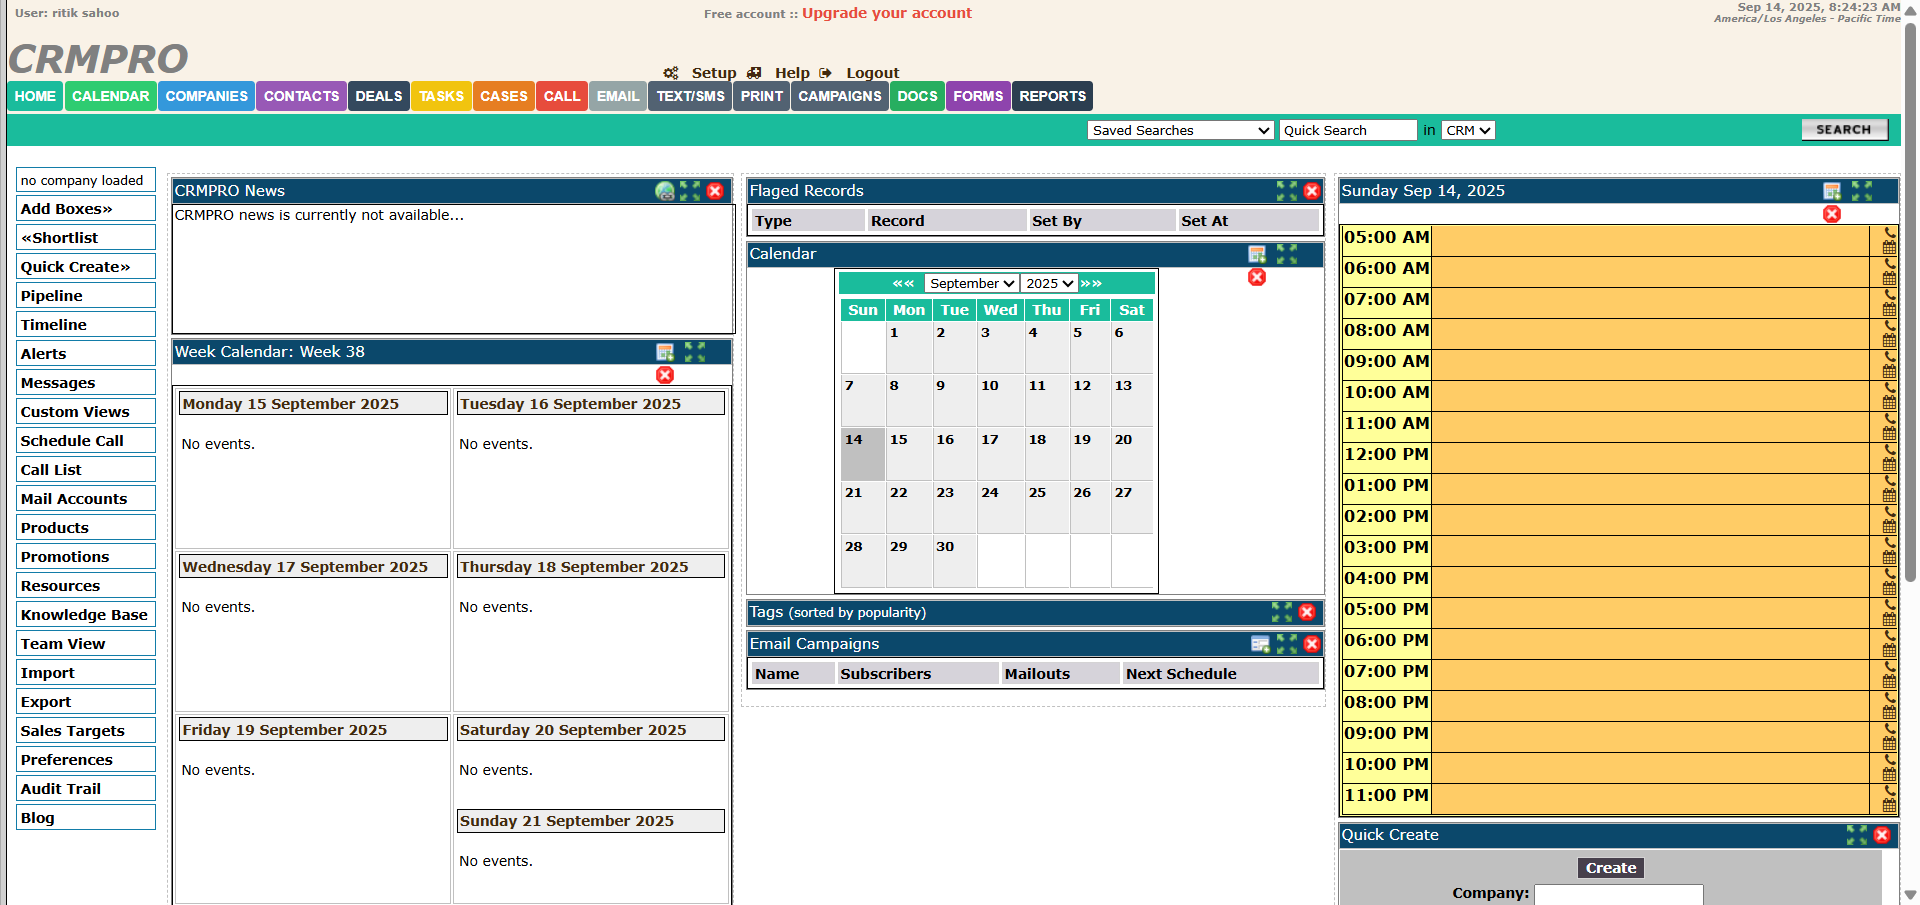 User: ritik sahoo
Free account :: Upgrade your account
Sep 14, 2025, 8:24:23 AM
America/Los Angeles - Pacific Time
CRMPRO
Setup Help Logout
HOME CALENDAR COMPANIES CONTACTS DEALS TASKS CASES CALL EMAIL TEXT/SMS PRINT CAMPAIGNS DOCS FORMS REPORTS
Saved Searches Quick Search in CRM SEARCH
no company loaded
Add Boxes»
«Shortlist
Quick Create»
Pipeline
Timeline
Alerts
Messages
Custom Views
Schedule Call
Call List
Mail Accounts
Products
Promotions
Resources
Knowledge Base
Team View
Import
Export
Sales Targets
Preferences
Audit Trail
Blog
CRMPRO News
CRMPRO news is currently not available...
Week Calendar: Week 38
Monday 15 September 2025 Tuesday 16 September 2025
No events. No events.
Wednesday 17 September 2025 Thursday 18 September 2025
No events. No events.
Friday 19 September 2025 Saturday 20 September 2025
No events. No events.
Sunday 21 September 2025
No events.
Flaged Records
Type Record Set By Set At
Calendar
«« September 2025 »»
Sun Mon Tue Wed Thu Fri Sat
1 2 3 4 5 6
7 8 9 10 11 12 13
14 15 16 17 18 19 20
21 22 23 24 25 26 27
28 29 30
Tags (sorted by popularity)
Email Campaigns
Name Subscribers Mailouts Next Schedule
Sunday Sep 14, 2025
05:00 AM
06:00 AM
07:00 AM
08:00 AM
09:00 AM
10:00 AM
11:00 AM
12:00 PM
01:00 PM
02:00 PM
03:00 PM
04:00 PM
05:00 PM
06:00 PM
07:00 PM
08:00 PM
09:00 PM
10:00 PM
11:00 PM
Quick Create
Create
Company: